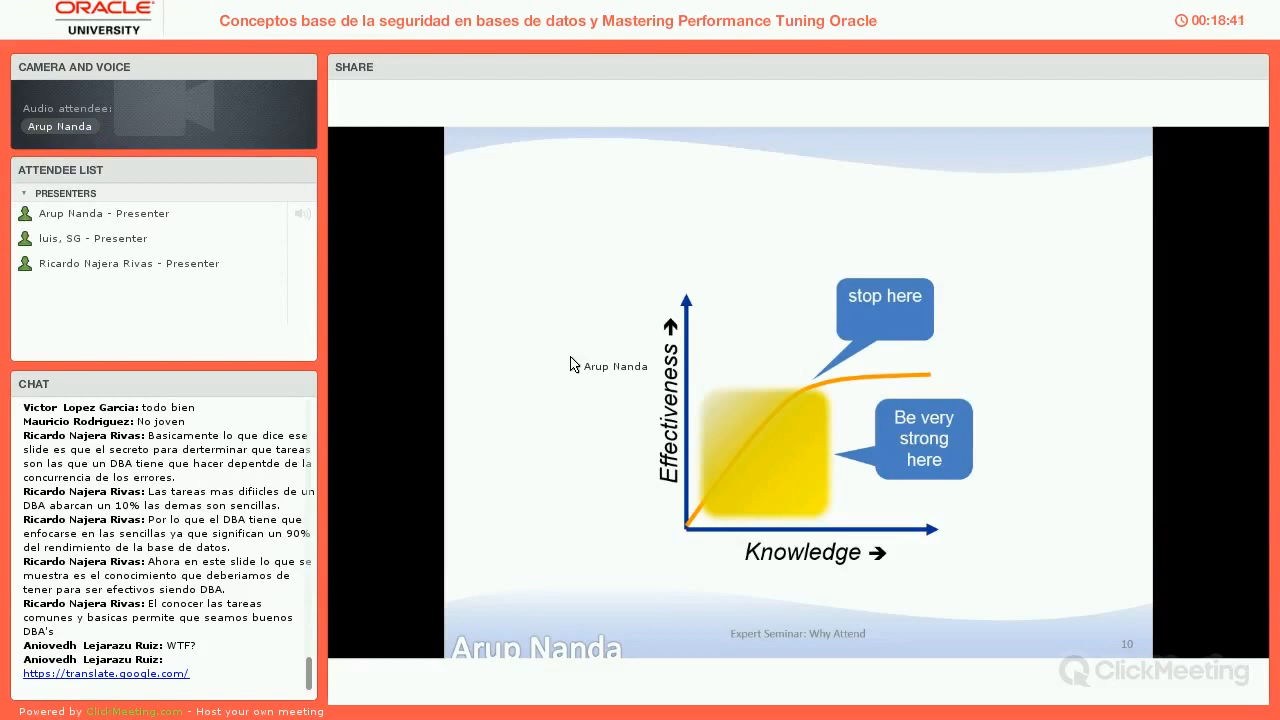 ORACLE
UNIVERSITY
Conceptos base de la seguridad en bases de datos y Mastering Performance Tuning Oracle
00:18:41
CAMERA AND VOICE
Audio attendee:
Arup Nanda
ATTENDEE LIST
PRESENTERS
Arup Nanda - Presenter
luis, SG - Presenter
Ricardo Najera Rivas - Presenter
CHAT
Victor Lopez Garcia: todo bien
Mauricio Rodriguez: No joven
Ricardo Najera Rivas: Basicamente lo que dice ese
slide es que el secreto para derterminar que tareas
son las que un DBA tiene que hacer depentde de la
concurrencia de los errores.
Ricardo Najera Rivas: Las tareas mas difiicles de un
DBA abarcan un 10% las demas son sencillas.
Ricardo Najera Rivas: Por lo que el DBA tiene que
enfocarse en las sencillas ya que significan un 90%
del rendimiento de la base de datos.
Ricardo Najera Rivas: Ahora en este slide lo que se
muestra es el conocimiento que deberiamos de
tener para ser efectivos siendo DBA.
Ricardo Najera Rivas: El conocer las tareas
comunes y basicas permite que seamos buenos
DBA's
Aniovedh Lejarazu Ruiz: WTF?
Aniovedh Lejarazu Ruiz:
https://translate.google.com/
Powered by ClickMeeting.com - Host your own meeting
SHARE
stop here
Effectiveness →
Arup Nanda
Be very
strong
here
Knowledge →
Expert Seminar: Why Attend
10
Arup Nanda
ClickMeeting